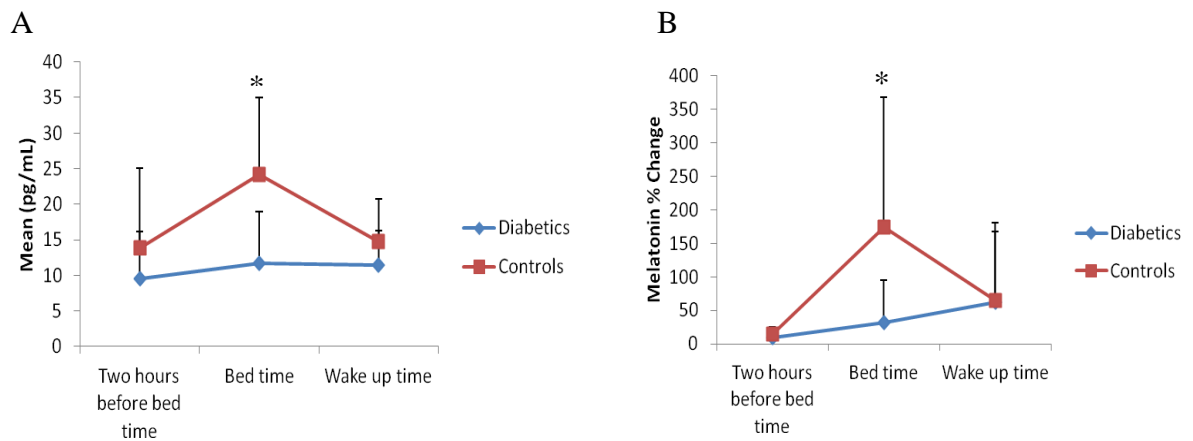 A
Mean (pg/mL)
40
35
30
25
20
15
10
5
0
*
Two hours
before bed
time
Bed time
Wake up time
Diabetics
Controls
B
Melatonin % Change
400
350
300
250
200
150
100
50
0
*
Two hours
before bed time
Bed time
Wake up time
Diabetics
Controls